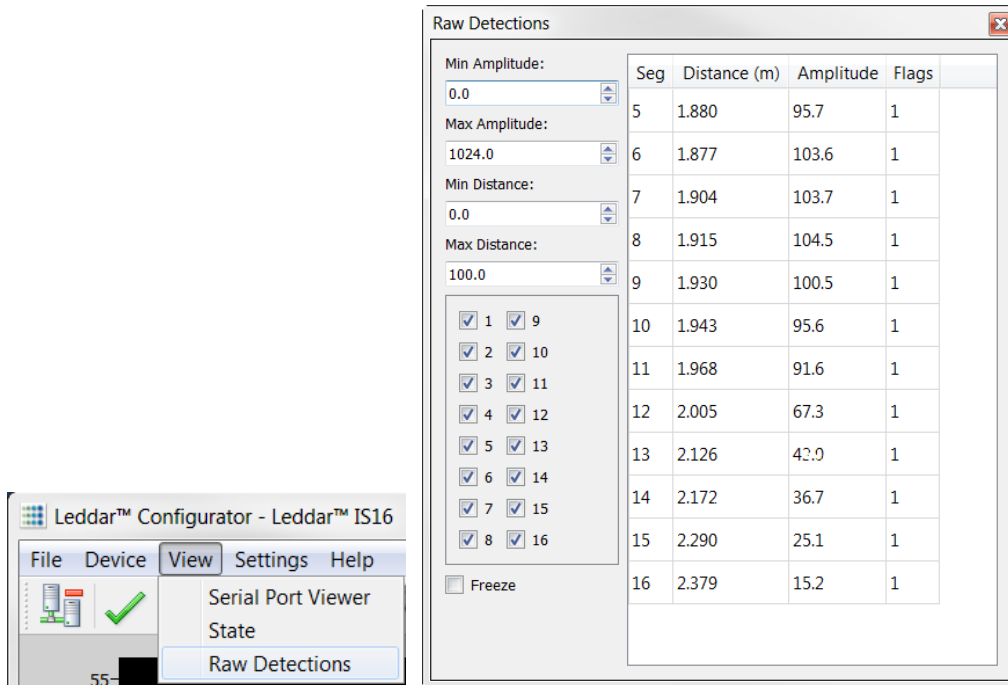 Raw Detections
Min Amplitude:
0.0
Max Amplitude:
1024.0
Min Distance:
0.0
Max Distance:
100.0
1 9
2 10
3 11
4 12
5 13
6 14
7 15
8 16
Freeze
Seg Distance (m) Amplitude Flags
5 1.880 95.7 1
6 1.877 103.6 1
7 1.904 103.7 1
8 1.915 104.5 1
9 1.930 100.5 1
10 1.943 95.6 1
11 1.968 91.6 1
12 2.005 67.3 1
13 2.126 1
14 2.172 36.7 1
15 2.290 25.1 1
16 2.379 15.2 1
Leddar™ Configurator - Leddar™ IS16
File Device View Settings Help
Serial Port Viewer
State
Raw Detections
55